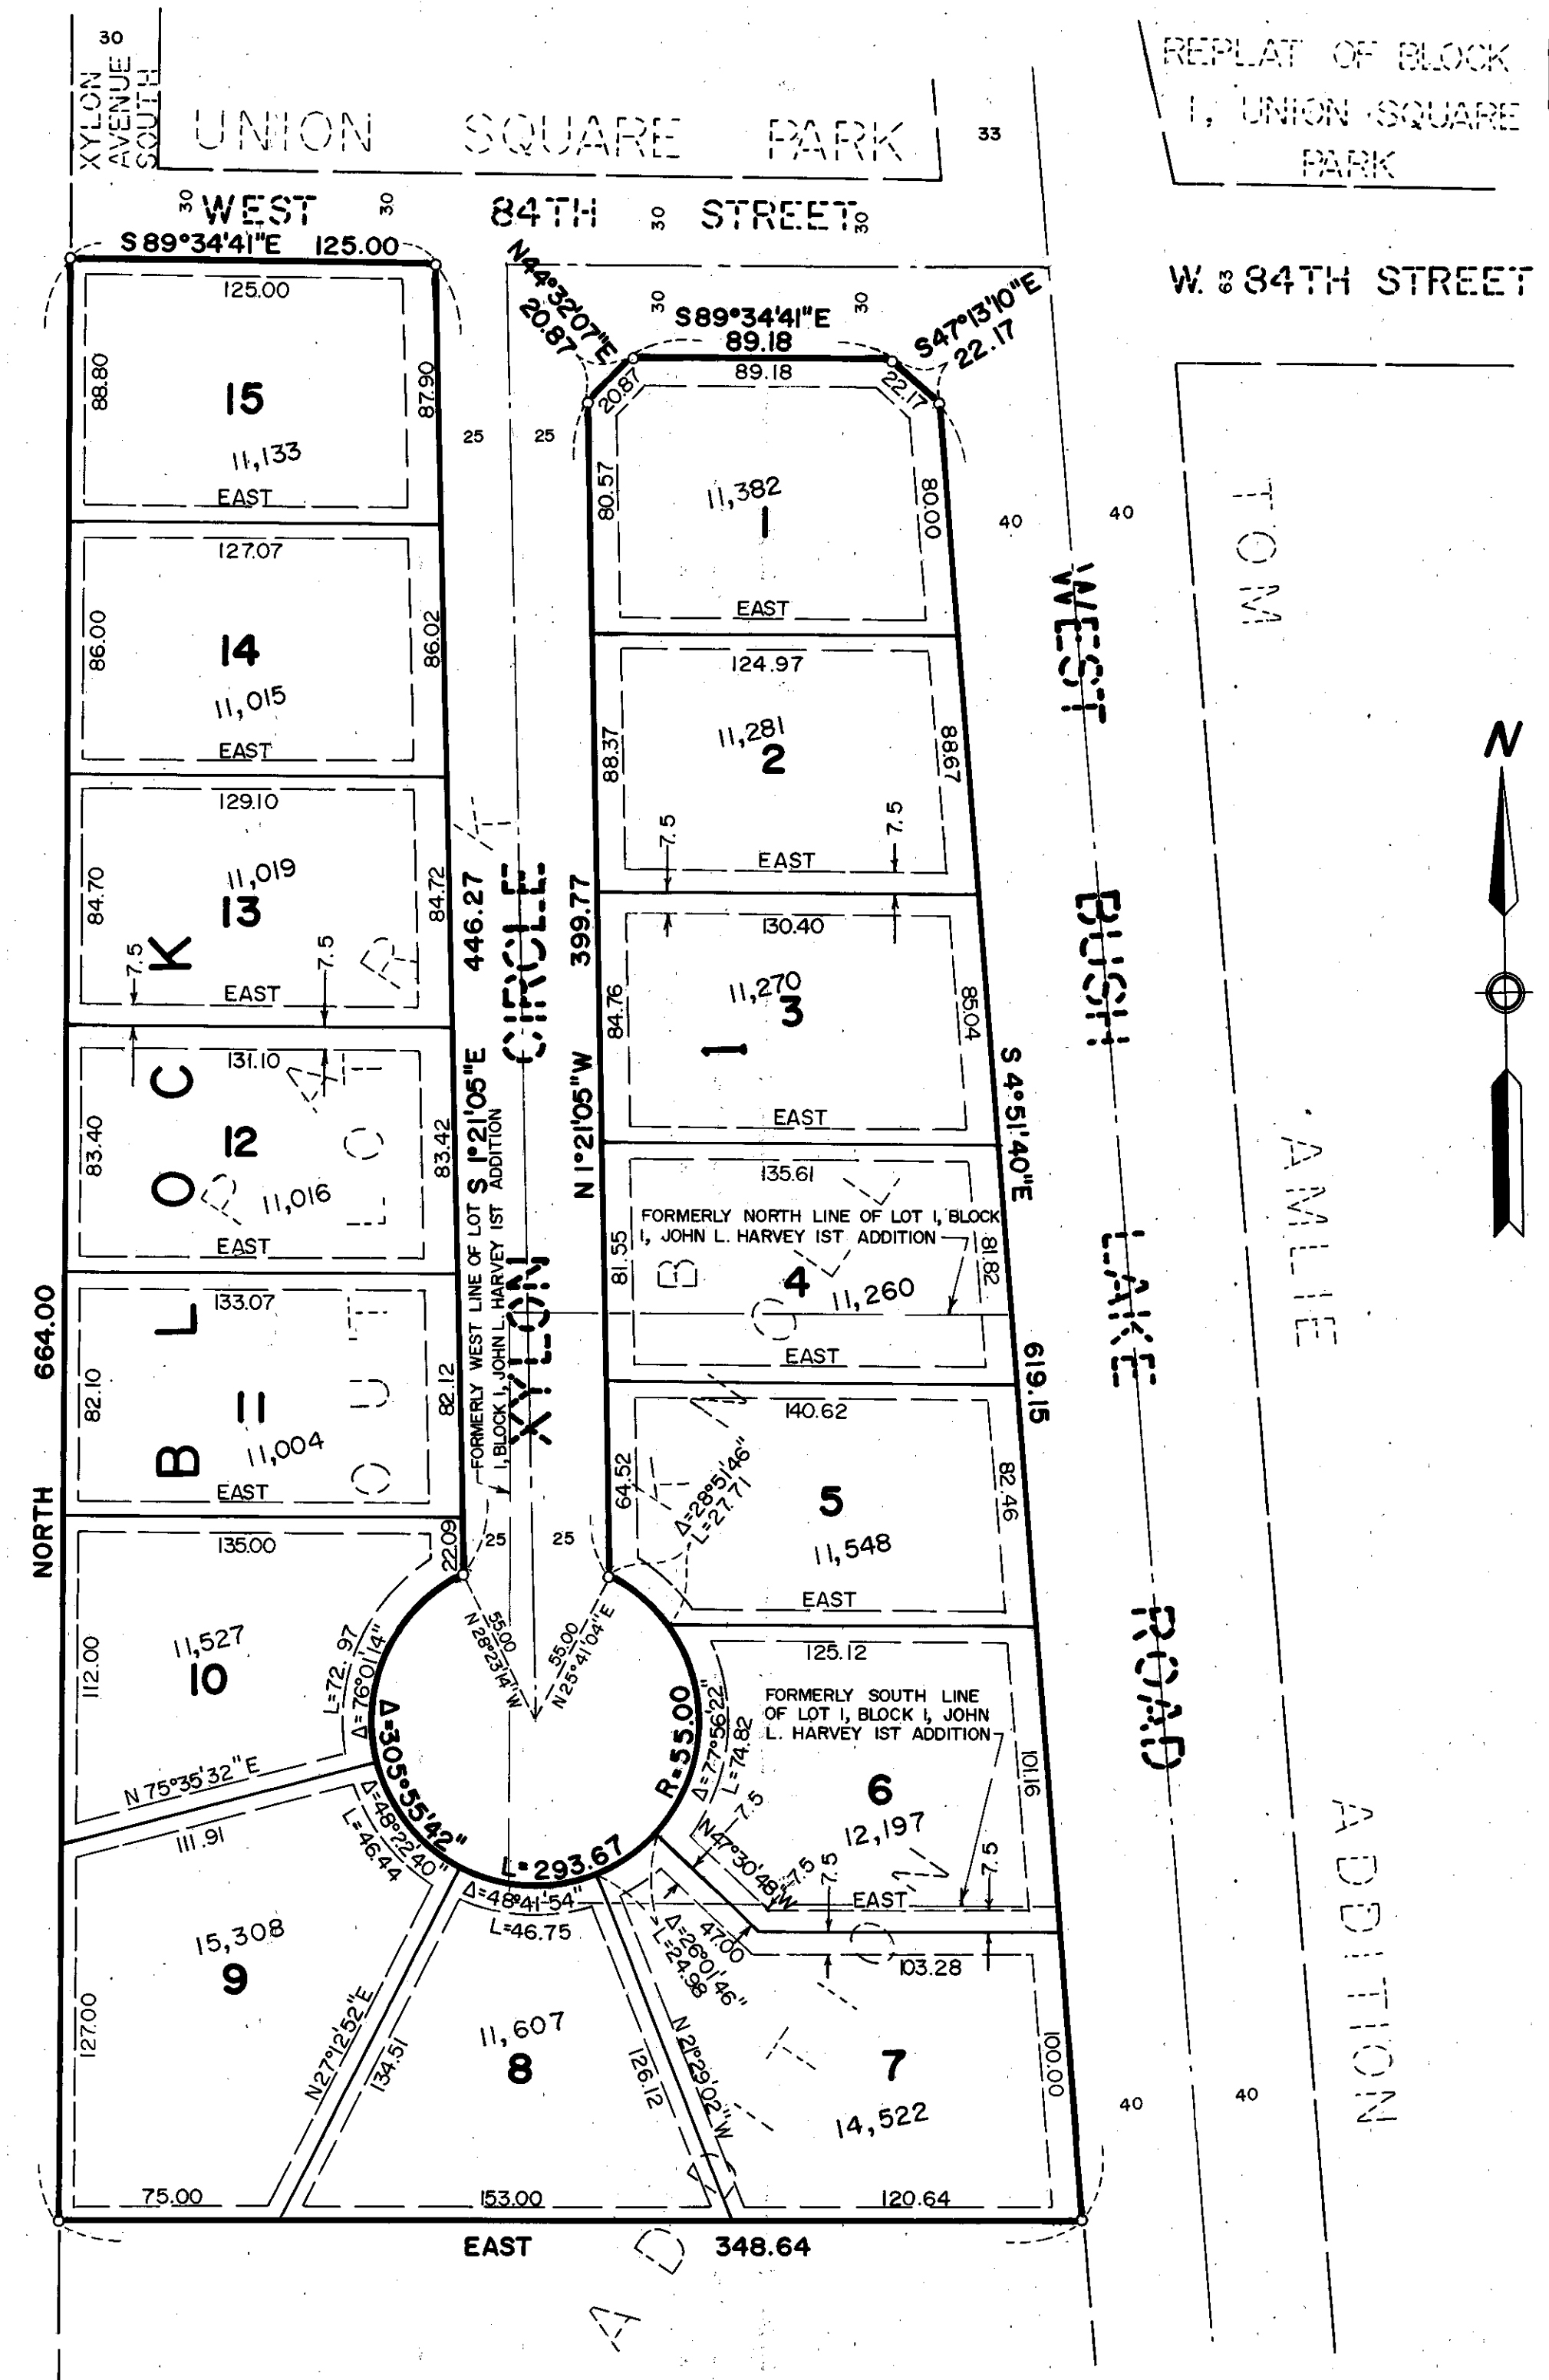 30
XYLON
AVENUE
SOUTH
UNION SQUARE PARK
33
REPLAT OF BLOCK
1, UNION SQUARE
PARK
30 WEST 30 84TH 30 STREET 30
S 89°34'41"E 125.00
N44°32'07"E
20.87
30 30
S89°34'41"E
89.18
S47°13'10"E
22.17
W. 63 84TH STREET
125.00
88.80
87.90
15
11,133
EAST
25 25
20.87
89.18
22.17
80.57
80.00
11,382
1
EAST
40 40
TOM
127.07
86.00
86.02
14
11,015
EAST
124.97
88.37
88.67
11,281
2
7.5
7.5
EAST
WEST
N
129.10
84.70
84.72
11,019
13
7.5
7.5
EAST
446.27
CIRCLE
399.77
130.40
84.76
85.04
11,270
3
1
EAST
BUSH
131.10
83.40
83.42
12
11,016
EAST
S 1°21'05"E
N 1°21'05"W
FORMERLY WEST LINE OF LOT
1, BLOCK 1, JOHN L. HARVEY 1ST ADDITION
XYLON
135.61
FORMERLY NORTH LINE OF LOT 1, BLOCK
1, JOHN L. HARVEY 1ST ADDITION
81.55
81.82
4
11,260
EAST
S 4°51'40"E
619.15
LAKE
AMLIE
NORTH 664.00
BLOCK
133.07
82.10
82.12
11
11,004
EAST
140.62
64.52
82.46
Δ=28°51'46"
L=27.71
5
11,548
EAST
25 25
135.00
22.09
112.00
11,527
10
L=72.97
Δ=76°01'14"
55.00
N 28°23'14"W
55.00
N 25°41'04"E
Δ=305°55'42"
R=55.00
L=293.67
125.12
Δ=77°56'22"
L=74.82
FORMERLY SOUTH LINE
OF LOT 1, BLOCK 1, JOHN
L. HARVEY 1ST ADDITION
101.16
6
12,197
7.5
N47°30'48"W
7.5
7.5
7.5
EAST
ROAD
N 75°35'32"E
111.91
Δ=48°22'40"
L=46.44
Δ=48°41'54"
L=46.75
47.00
Δ=26°01'46"
L=24.98
103.28
15,308
9
127.00
N27°12'52"E
134.51
11,607
8
126.12
N 21°29'02"W
7
14,522
100.00
40 40
ADDITION
75.00
153.00
120.64
EAST 348.64